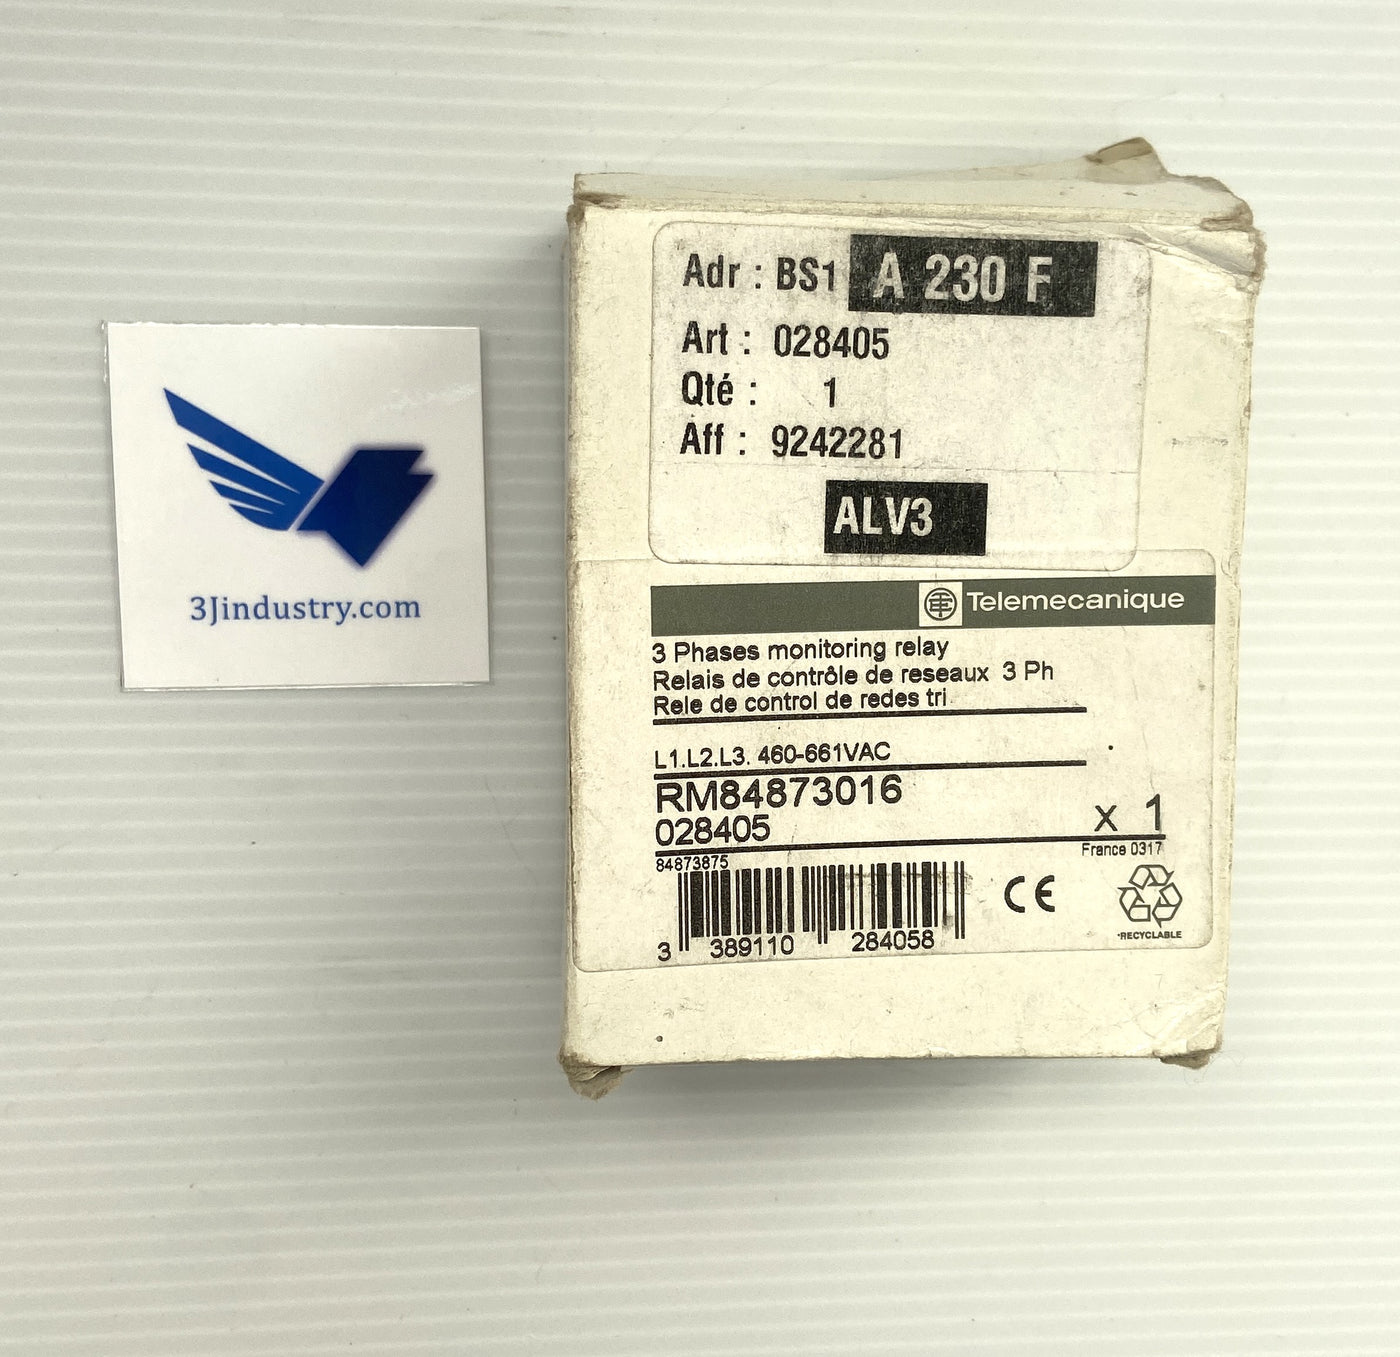 3Jindustry.com
Adr : BS1 A 230 F
Art : 028405
Qté : 1
Aff : 9242281
ALV3
Telemecanique
3 Phases monitoring relay
Relais de contrôle de reseaux 3 Ph
Rele de control de redes tri
L1.L2.L3. 460-661VAC
RM84873016
028405 x 1
France 0317
84873875
3 389110 284058
CE
*RECYCLABLE